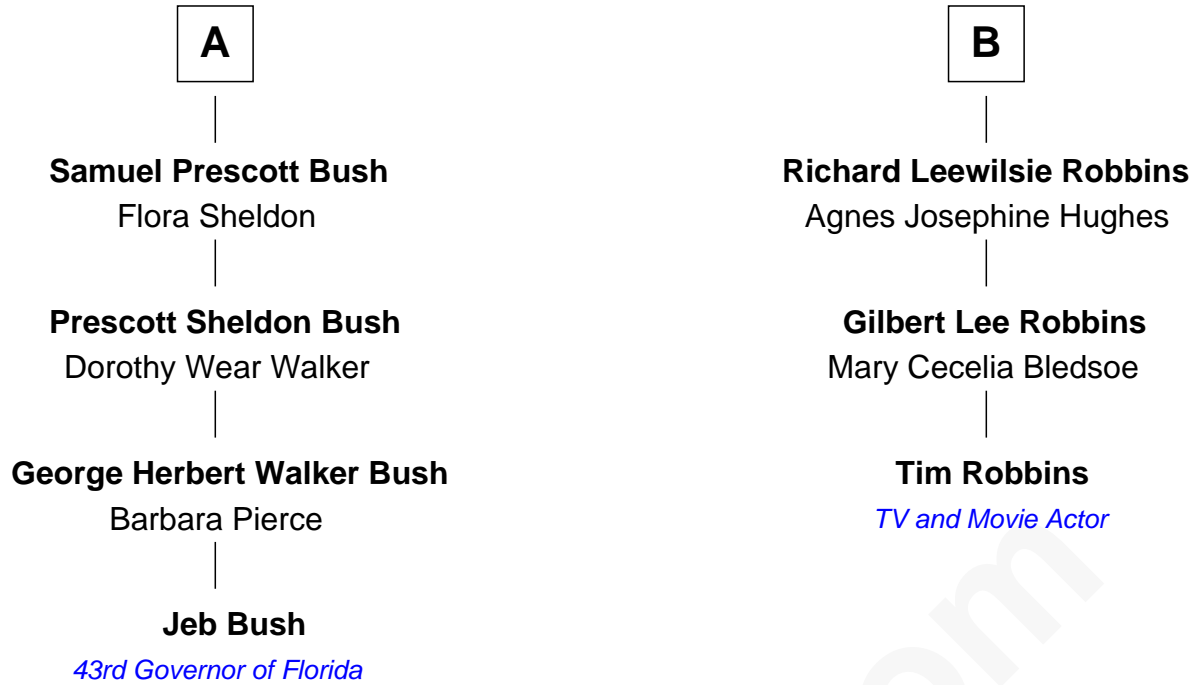 A
Samuel Prescott Bush
Flora Sheldon
Prescott Sheldon Bush
Dorothy Wear Walker
George Herbert Walker Bush
Barbara Pierce
Jeb Bush
43rd Governor of Florida
B
Richard Leewilsie Robbins
Agnes Josephine Hughes
Gilbert Lee Robbins
Mary Cecelia Bledsoe
Tim Robbins
TV and Movie Actor
om